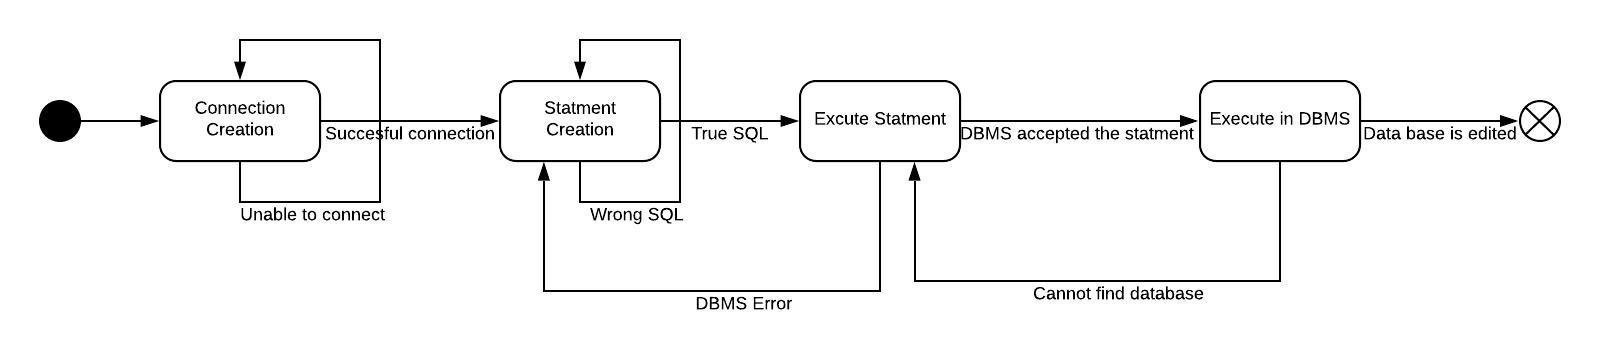 Connection
Creation
Succesful connection
Unable to connect
Statment
Creation
True SQL
Wrong SQL
Excute Statment
DBMS accepted the statment
DBMS Error
Execute in DBMS
Data base is edited
Cannot find database